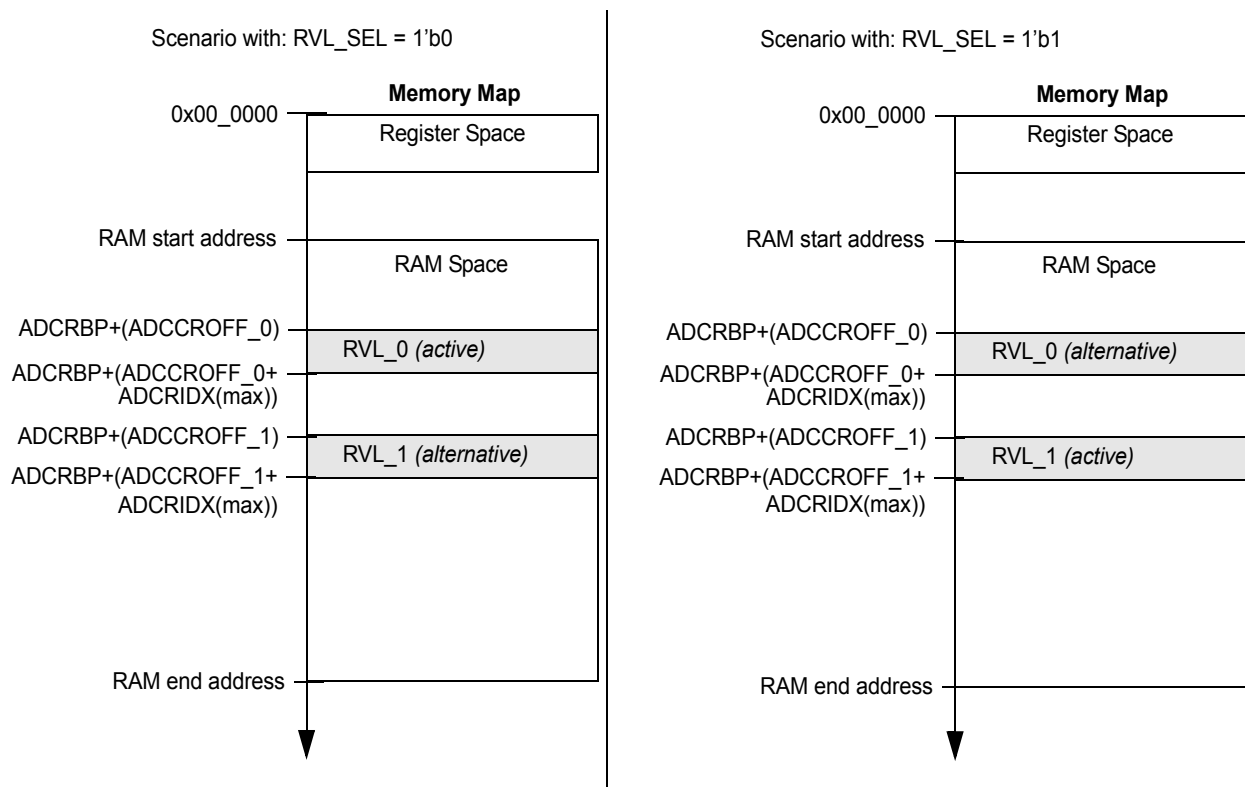 Scenario with: RVL_SEL = 1'b0
Memory Map
0x00_0000
Register Space
RAM start address
RAM Space
ADCRBP+(ADCCROFF_0)
RVL_0 (active)
ADCRBP+(ADCCROFF_0+
ADCRIDX(max))
ADCRBP+(ADCCROFF_1)
RVL_1 (alternative)
ADCRBP+(ADCCROFF_1+
ADCRIDX(max))
RAM end address
Scenario with: RVL_SEL = 1'b1
Memory Map
0x00_0000
Register Space
RAM start address
RAM Space
ADCRBP+(ADCCROFF_0)
RVL_0 (alternative)
ADCRBP+(ADCCROFF_0+
ADCRIDX(max))
ADCRBP+(ADCCROFF_1)
RVL_1 (active)
ADCRBP+(ADCCROFF_1+
ADCRIDX(max))
RAM end address